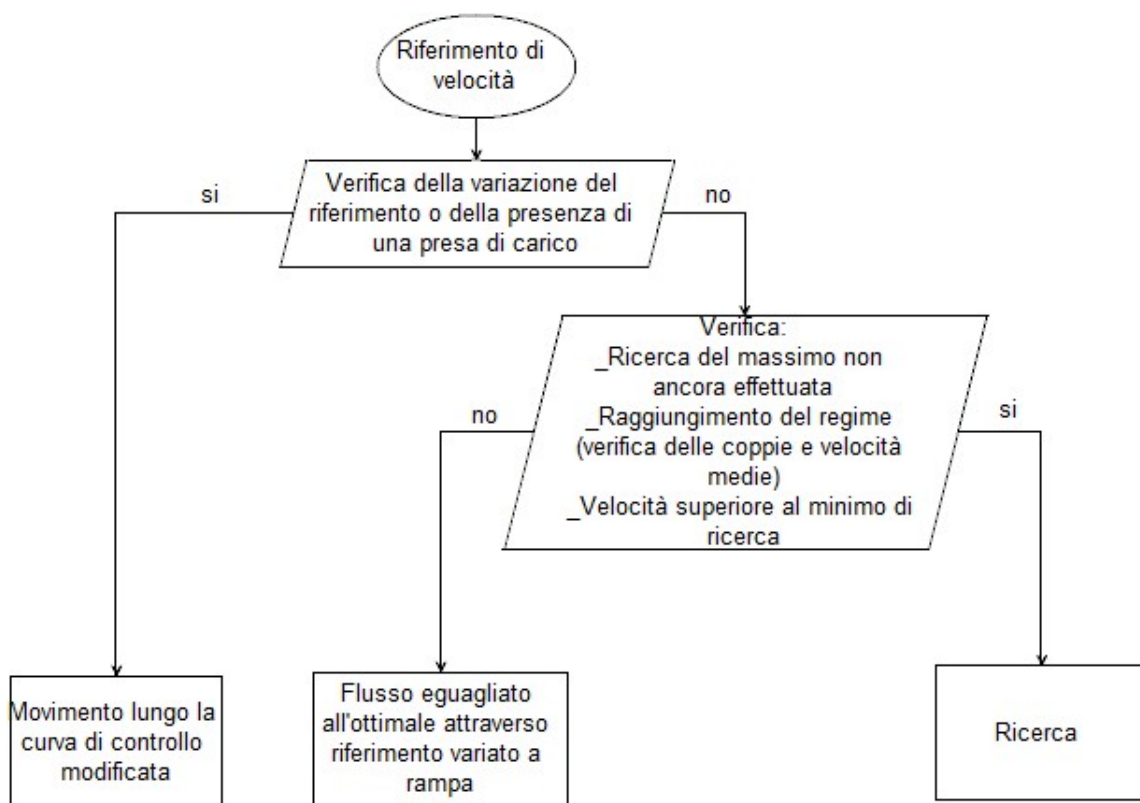 Riferimento di
velocità
Verifica della variazione del
riferimento o della presenza di
una presa di carico
si
no
Verifica:
_Ricerca del massimo non
ancora effettuata
_Raggiungimento del regime
(verifica delle coppie e velocità
medie)
_Velocità superiore al minimo di
ricerca
no
si
Movimento lungo la
curva di controllo
modificata
Flusso eguagliato
all'ottimale attraverso
riferimento variato a
rampa
Ricerca